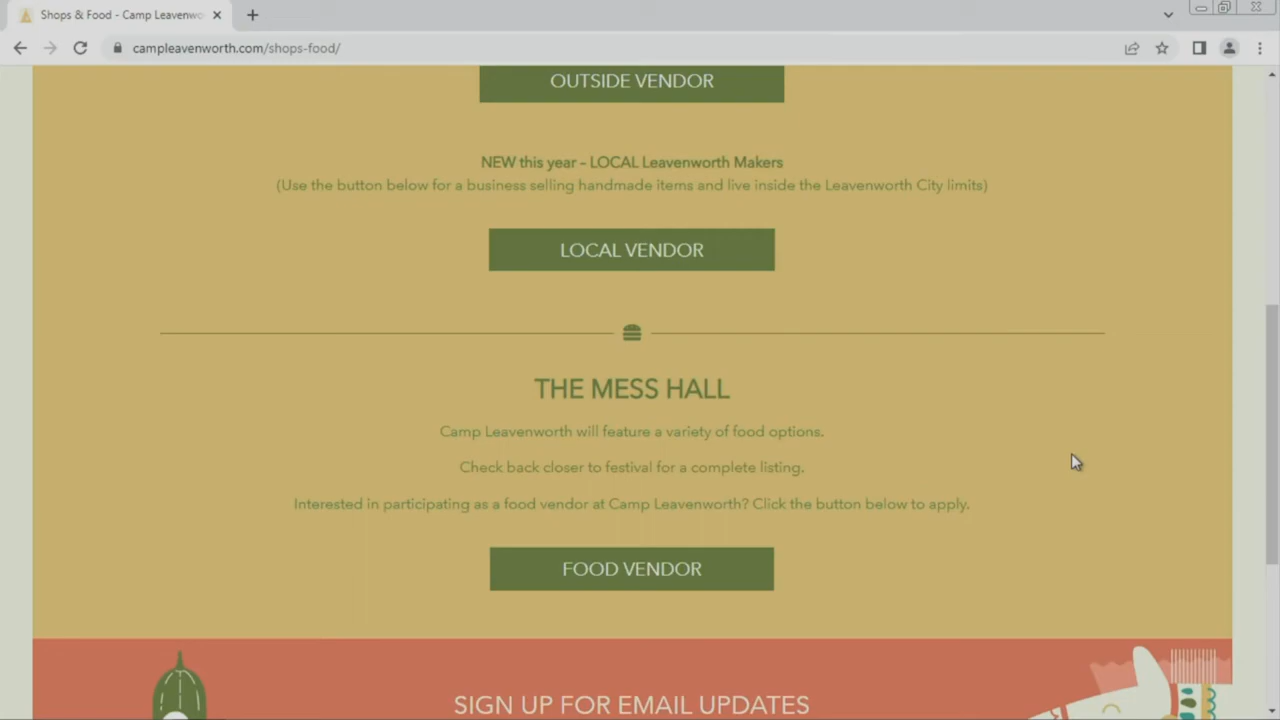 Shops & Food - Camp Leavenwo
campleavenworth.com/shops-food/
OUTSIDE VENDOR
NEW this year – LOCAL Leavenworth Makers
(Use the button below for a business selling handmade items and live inside the Leavenworth City limits)
LOCAL VENDOR
THE MESS HALL
Camp Leavenworth will feature a variety of food options.
Check back closer to festival for a complete listing.
Interested in participating as a food vendor at Camp Leavenworth? Click the button below to apply.
FOOD VENDOR
SIGN UP FOR EMAIL UPDATES